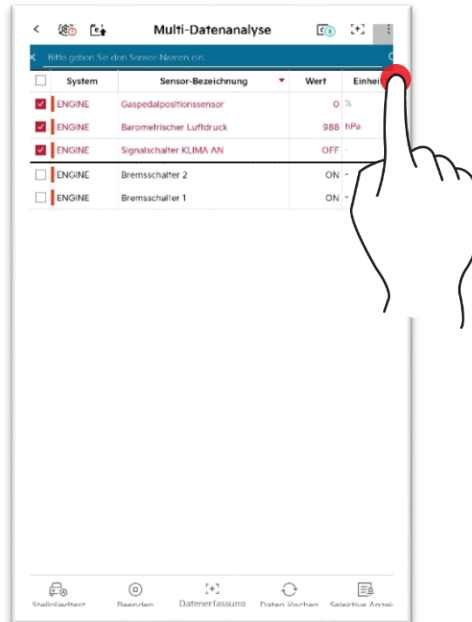 Multi-Datenanalyse
Bitte geben Sie den Sensor-Namen ein.
System Sensor-Bezeichnung Wert
ENGINE Gaspedalpositionssensor 0 %
ENGINE Barometrischer Luftdruck 988 hPa
ENGINE Signalschalter KLIMA AN OFF -
ENGINE Bremsschalter 2 ON -
ENGINE Bremsschalter 1 ON -
Stellgliedtest Beenden Datenerfassung Daten löschen Selektive